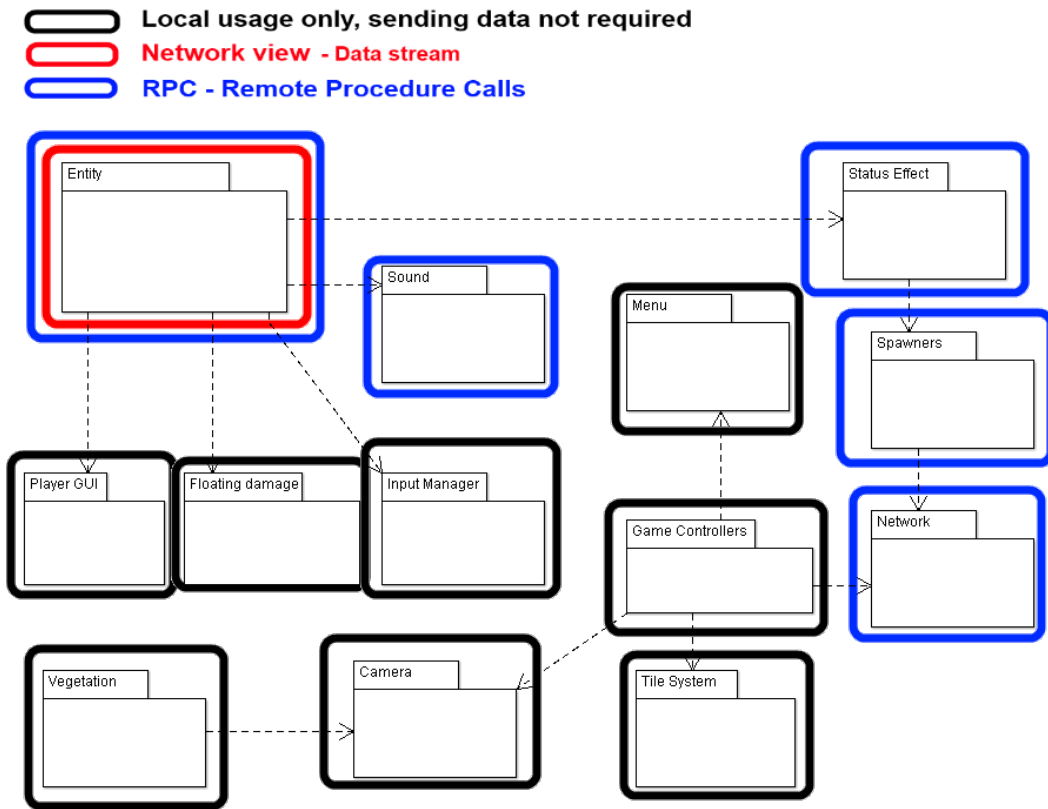 Local usage only, sending data not required
Network view - Data stream
RPC - Remote Procedure Calls
Entity
Status Effect
Sound
Menu
Spawners
Player GUI
Floating damage
Input Manager
Network
Game Controllers
Vegetation
Camera
Tile System